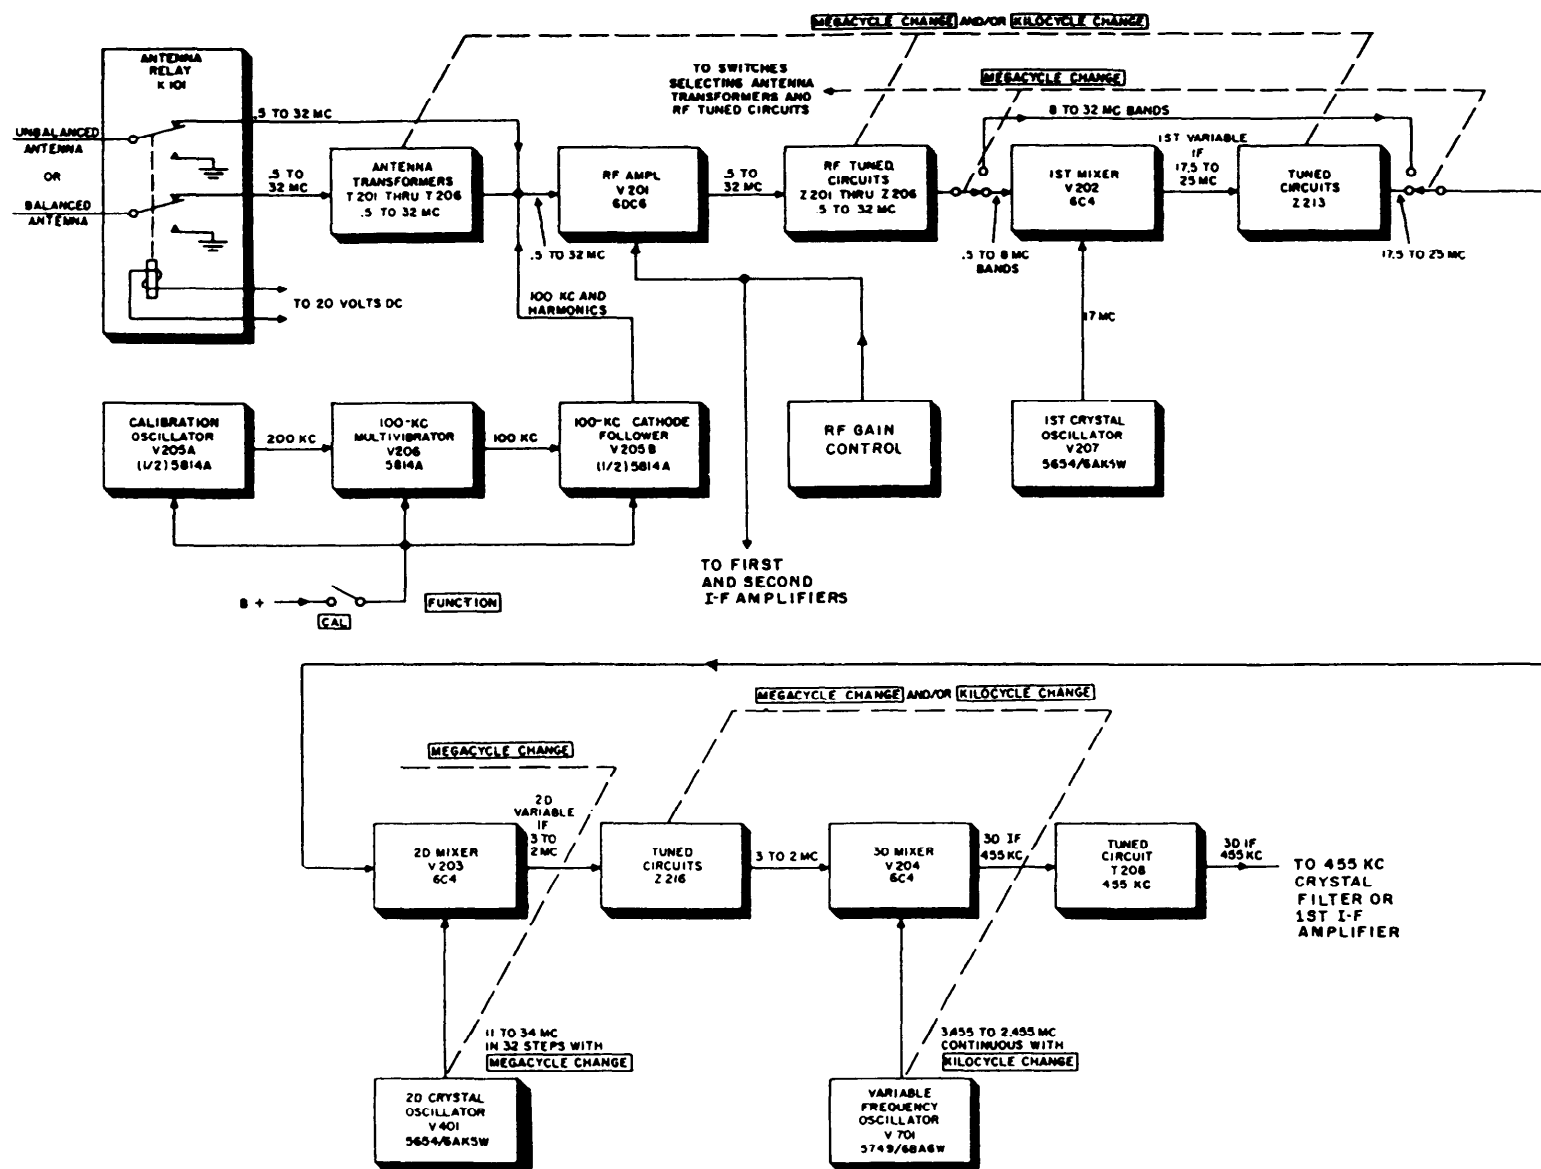 MEGACYCLE CHANGE AND/OR KILOCYCLE CHANGE
ANTENNA
RELAY
K 101
TO SWITCHES
SELECTING ANTENNA
TRANSFORMERS AND
RF TUNED CIRCUITS
MEGACYCLE CHANGE
8 TO 32 MC BANDS
UNBALANCED
ANTENNA
OR
BALANCED
ANTENNA
.5 TO 32 MC
.5 TO
32 MC
ANTENNA
TRANSFORMERS
T 201 THRU T 206
.5 TO 32 MC
RF AMPL
V 201
6DC6
.5 TO
32 MC
RF TUNED
CIRCUITS
Z 201 THRU Z 206
.5 TO 32 MC
1ST MIXER
V 202
6C4
1ST VARIABLE
IF
17.5 TO
25 MC
TUNED
CIRCUITS
Z 213
.5 TO 32 MC
.5 TO 8 MC
BANDS
17.5 TO 25 MC
TO 20 VOLTS DC
100 KC AND
HARMONICS
17 MC
CALIBRATION
OSCILLATOR
V205A
(1/2) 5814A
200 KC
100-KC
MULTIVIBRATOR
V206
5814A
100 KC
100-KC CATHODE
FOLLOWER
V205B
(1/2) 5814A
RF GAIN
CONTROL
1ST CRYSTAL
OSCILLATOR
V207
5654/6AK5W
TO FIRST
AND SECOND
I-F AMPLIFIERS
B +
CAL
FUNCTION
MEGACYCLE CHANGE AND/OR KILOCYCLE CHANGE
MEGACYCLE CHANGE
2D MIXER
V 203
6C4
2D
VARIABLE
IF
3 TO
2 MC
TUNED
CIRCUITS
Z 216
3 TO 2 MC
3D MIXER
V 204
6C4
3D IF
455 KC
TUNED
CIRCUIT
T 208
455 KC
3D IF
455 KC
TO 455 KC
CRYSTAL
FILTER OR
1ST I-F
AMPLIFIER
11 TO 34 MC
IN 32 STEPS WITH
MEGACYCLE CHANGE
3.455 TO 2.455 MC
CONTINUOUS WITH
KILOCYCLE CHANGE
2D CRYSTAL
OSCILLATOR
V 401
5654/6AK5W
VARIABLE
FREQUENCY
OSCILLATOR
V 701
5749/6BA6W